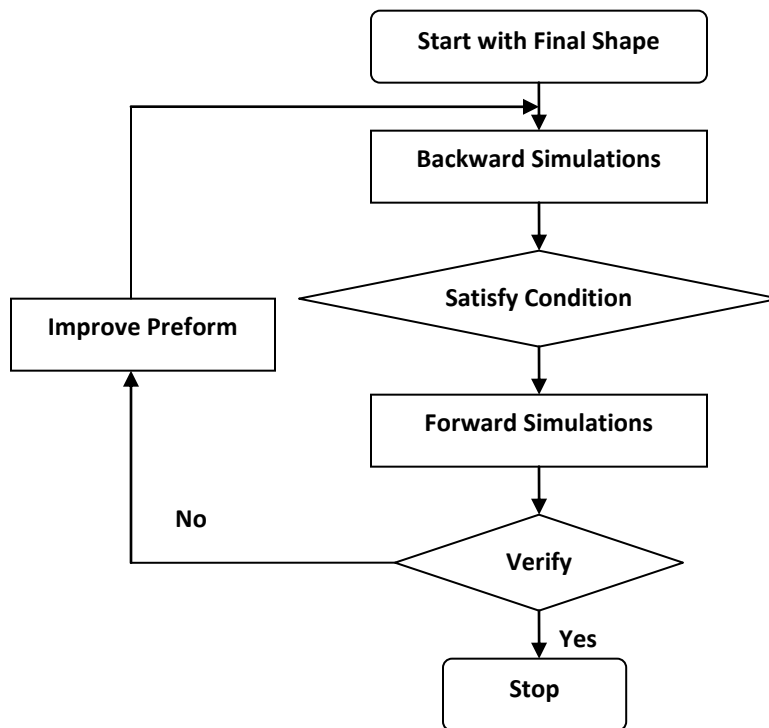 Start with Final Shape
Backward Simulations
Satisfy Condition
Improve Preform
Forward Simulations
No
Verify
Yes
Stop